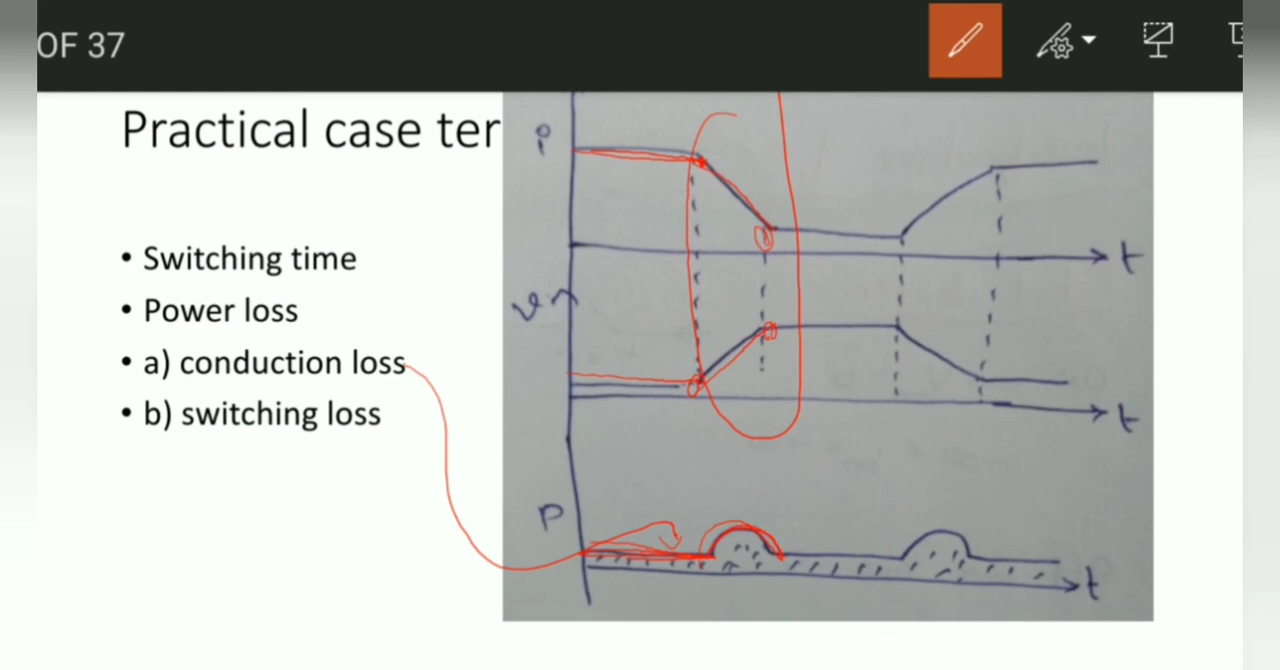 OF 37
Practical case ter
• Switching time
• Power loss
• a) conduction loss
• b) switching loss
i
t
v
t
P
t